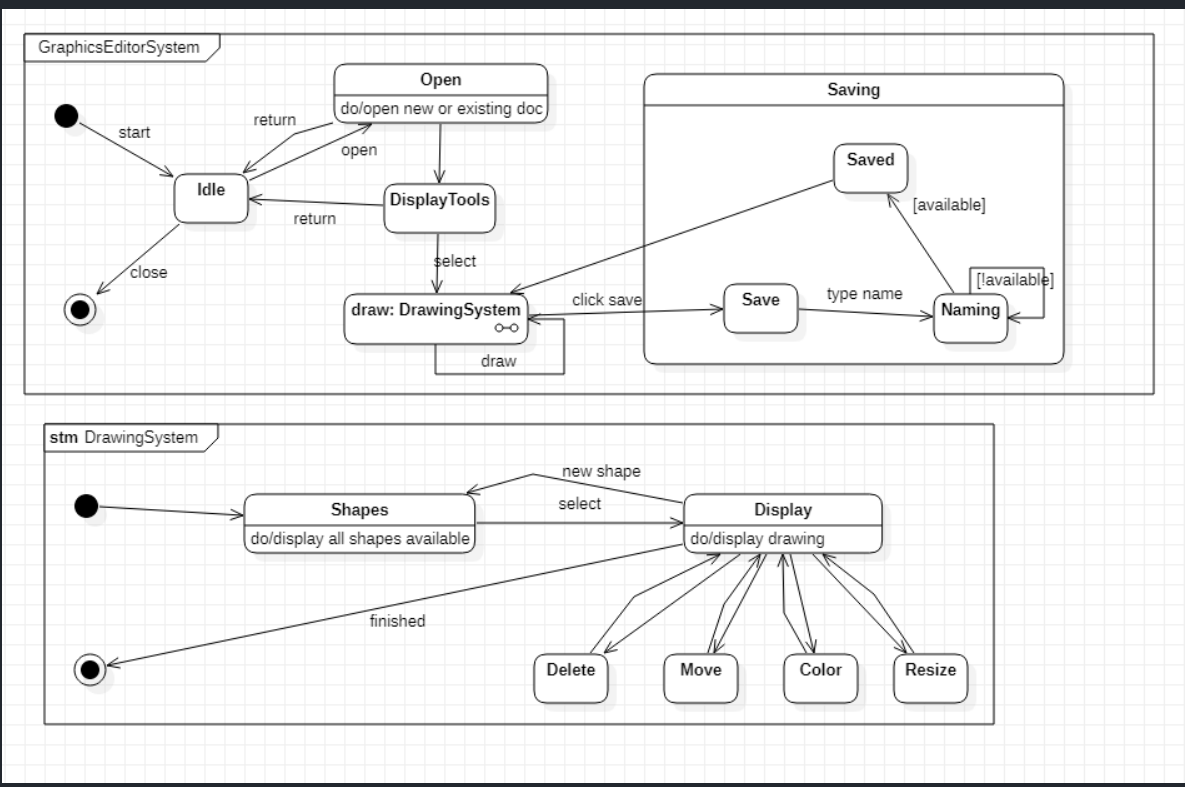 GraphicsEditorSystem
Open
do/open new or existing doc
Saving
start
return
open
Idle
DisplayTools
return
close
select
draw: DrawingSystem
draw
click save
Saved
[available]
Save
type name
[!available]
Naming
stm DrawingSystem
new shape
Shapes
do/display all shapes available
select
Display
do/display drawing
finished
Delete
Move
Color
Resize